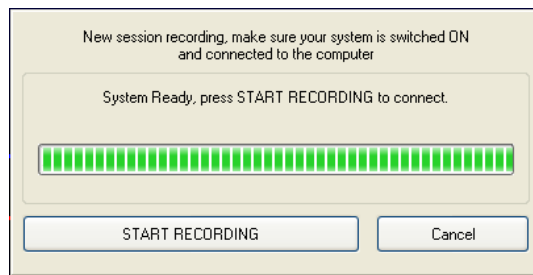 New session recording, make sure your system is switched ON
and connected to the computer
System Ready, press START RECORDING to connect.
START RECORDING
Cancel